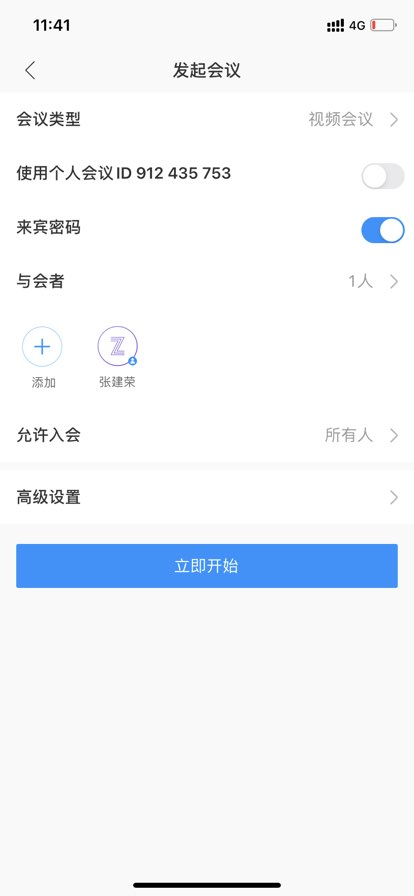 11:41
4G
发起会议
会议类型 视频会议
使用个人会议ID 912 435 753
来宾密码
与会者 1人
Z
添加 张建荣
允许入会 所有人
高级设置
立即开始